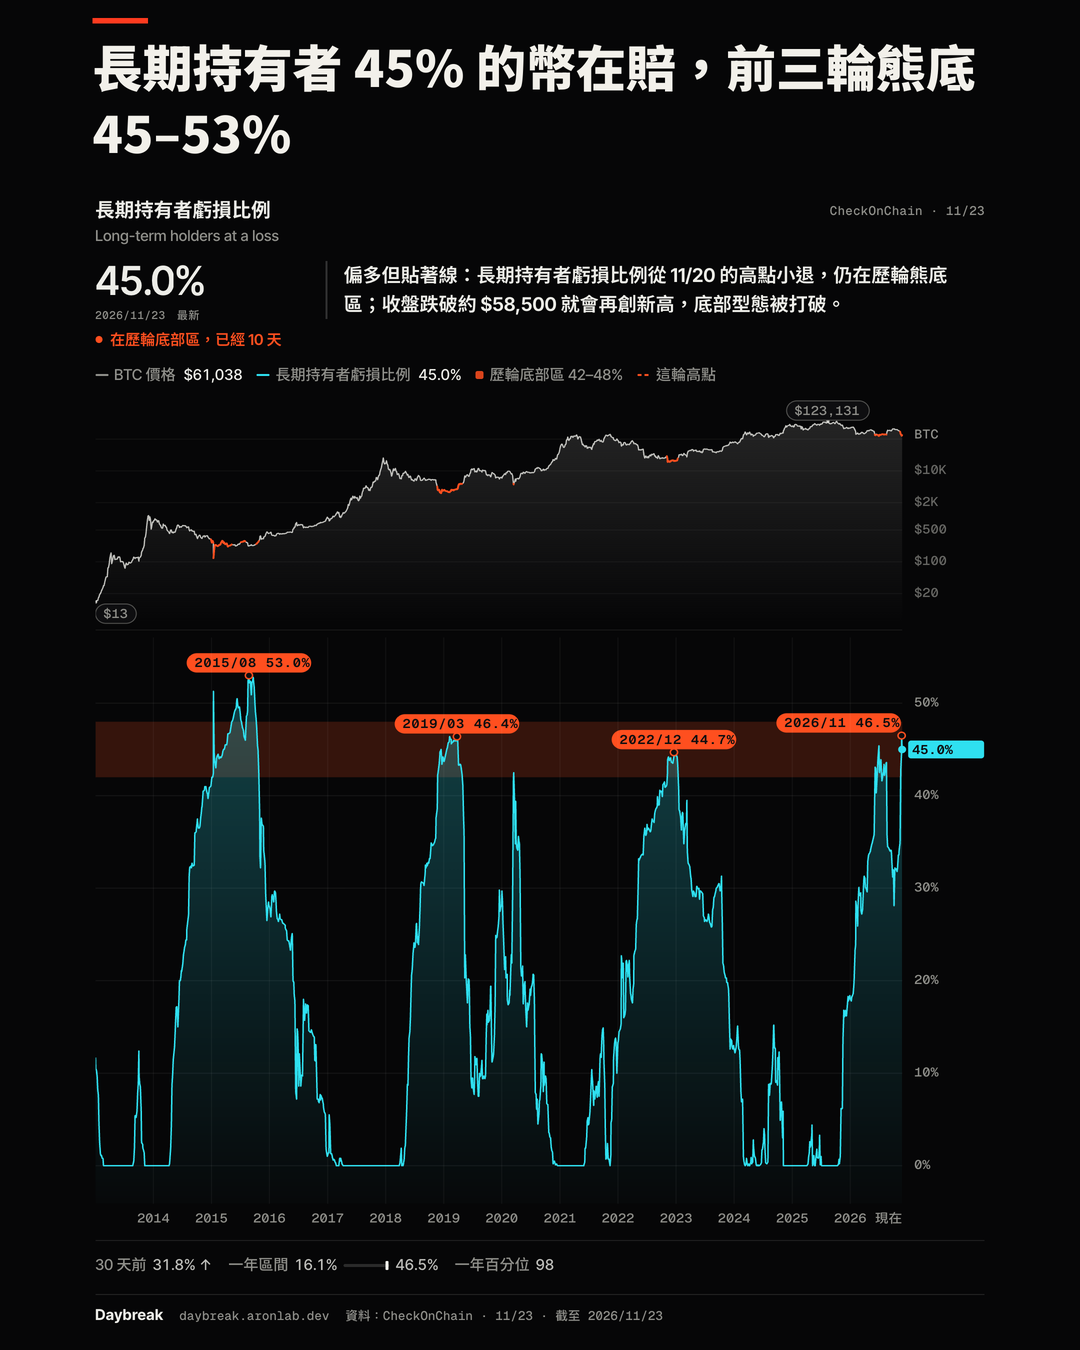 長期持有者 45% 的幣在賠，前三輪熊底
45–53%
長期持有者虧損比例
CheckOnChain · 11/23
Long-term holders at a loss
45.0%
2026/11/23 最新
在歷輪底部區，已經 10 天
偏多但貼著線：長期持有者虧損比例從 11/20 的高點小退，仍在歷輪熊底
區；收盤跌破約 $58,500 就會再創新高，底部型態被打破。
BTC 價格 $61,038 長期持有者虧損比例 45.0% 歷輪底部區 42–48% 這輪高點
$123,131
BTC
$10K
$2K
$500
$100
$20
$13
2015/08 53.0%
2019/03 46.4%
2022/12 44.7%
2026/11 46.5%
50%
45.0%
40%
30%
20%
10%
0%
2014 2015 2016 2017 2018 2019 2020 2021 2022 2023 2024 2025 2026 現在
30 天前 31.8% ↑ 一年區間 16.1% 46.5% 一年百分位 98
Daybreak daybreak.aronlab.dev 資料：CheckOnChain · 11/23 · 截至 2026/11/23